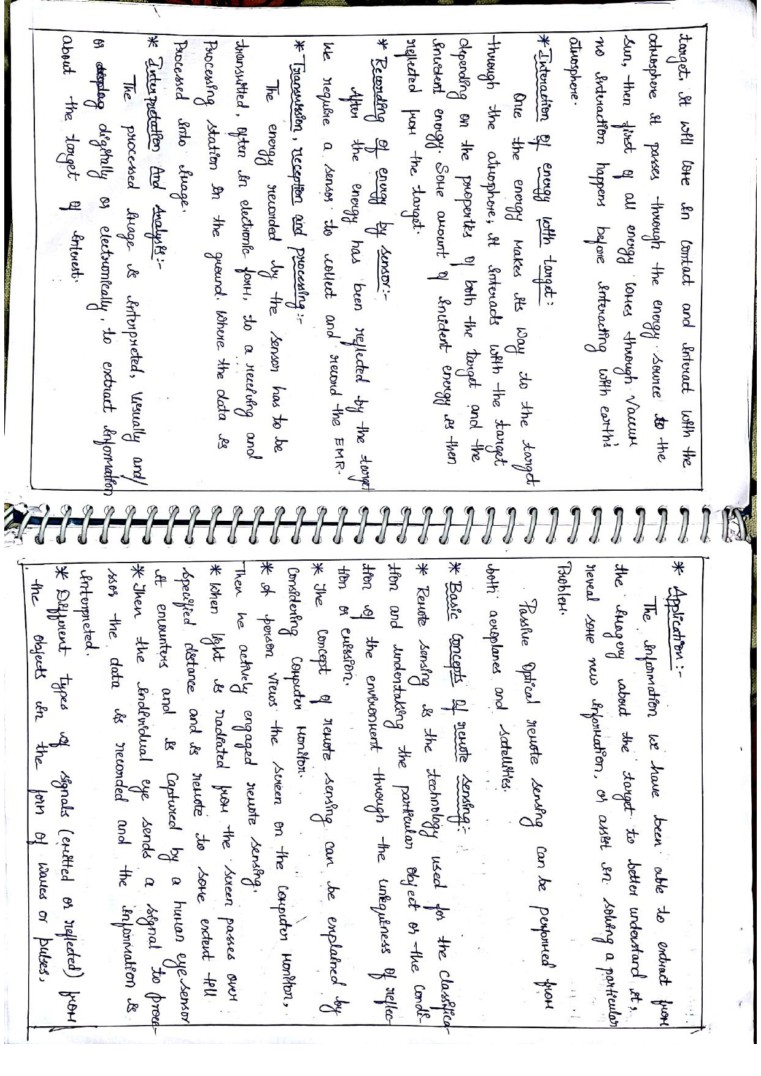 target. It will come in contact and interact with the
atmosphere it passes through the energy source to the
sun, then first of all energy comes through vaccum
no interaction happens before interacting with earth's
atmosphere.
* Interaction of energy with target:
Once the energy makes its way to the target
through the atmosphere, it interacts with the target
depending on the properties of both the target and the
incident energy. Some amount of incident energy is then
reflected from the target.
* Recording of energy by sensor:-
After the energy has been reflected by the target
we require a sensor to collect and record the EMR.
* Transmission, reception and processing:-
The energy recorded by the sensor has to be
transmitted, often in electronic form, to a receiving and
Processing station in the ground. Where the data is
Processed into image.
* Interpretation And Analysis:-
The processed image is interpreted, visually and/
or digitally or electronically, to extract information
about the target of interest.
* Application:-
The information we have been able to extract from
the imagery about the target to better understand it,
reveal some new information, or assist in solving a particular
Problem.
Passive optical remote sensing can be performed from
both aeroplanes and satellites.
* Basic concepts of remote sensing:-
* Remote sensing is the technology used for the classifica-
tion and undertaking the particular object or the condi-
tion of the environment through the uniquiness of reflec-
tion or emission.
* The concept of remote sensing can be explained by
Considering Computer monitor.
* A person views the screen on the computer monitor,
Then he actively engaged remote sensing.
* When light is radiated from the screen passes over
specified distance and is remote to some extent till
it encounters and is captured by a human eye sensor
* Then the individual eye sends a signal to proce-
ssor the data is recorded and the information is
interpreted.
* Different types of signals (emitted or reflected) from
the objects in the form of waves or pulses,